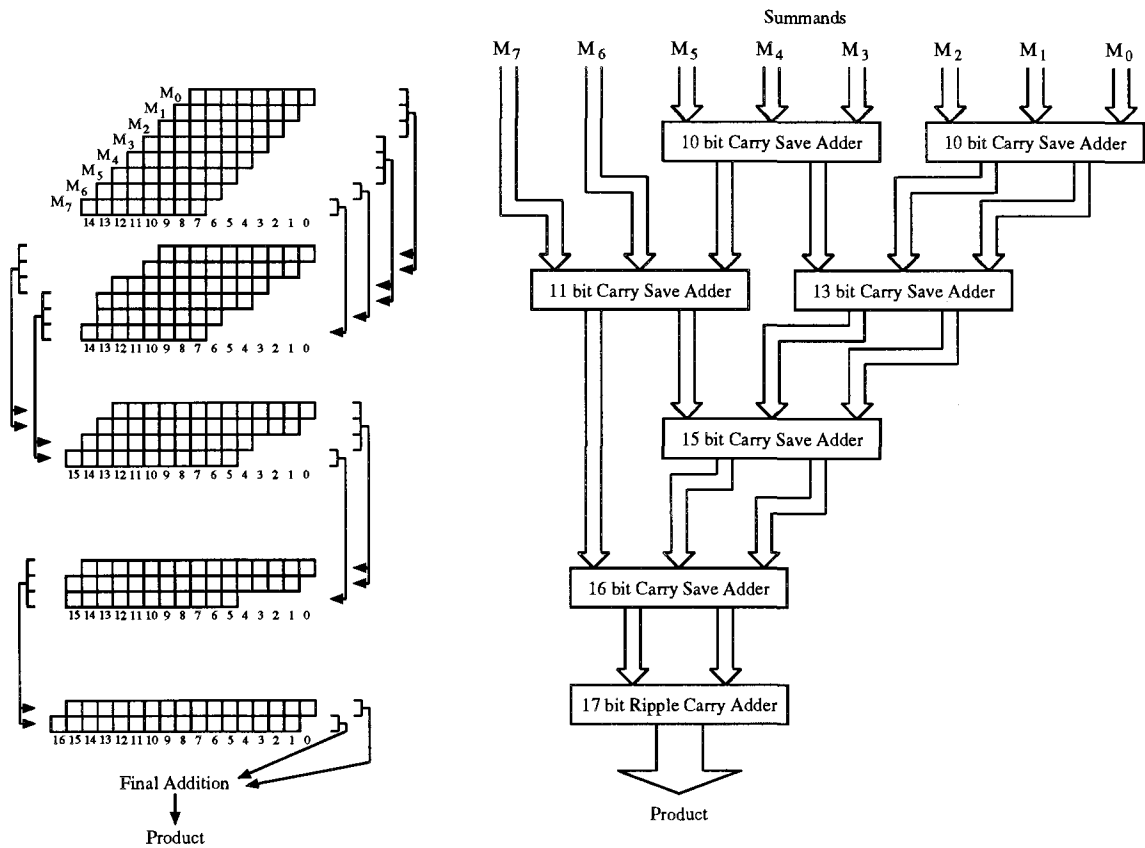 M0
M1
M2
M3
M4
M5
M6
M7
14 13 12 11 10 9 8 7 6 5 4 3 2 1 0
14 13 12 11 10 9 8 7 6 5 4 3 2 1 0
15 14 13 12 11 10 9 8 7 6 5 4 3 2 1 0
15 14 13 12 11 10 9 8 7 6 5 4 3 2 1 0
16 15 14 13 12 11 10 9 8 7 6 5 4 3 2 1 0
Final Addition
Product
Summands
M7 M6 M5 M4 M3 M2 M1 M0
10 bit Carry Save Adder
10 bit Carry Save Adder
11 bit Carry Save Adder
13 bit Carry Save Adder
15 bit Carry Save Adder
16 bit Carry Save Adder
17 bit Ripple Carry Adder
Product